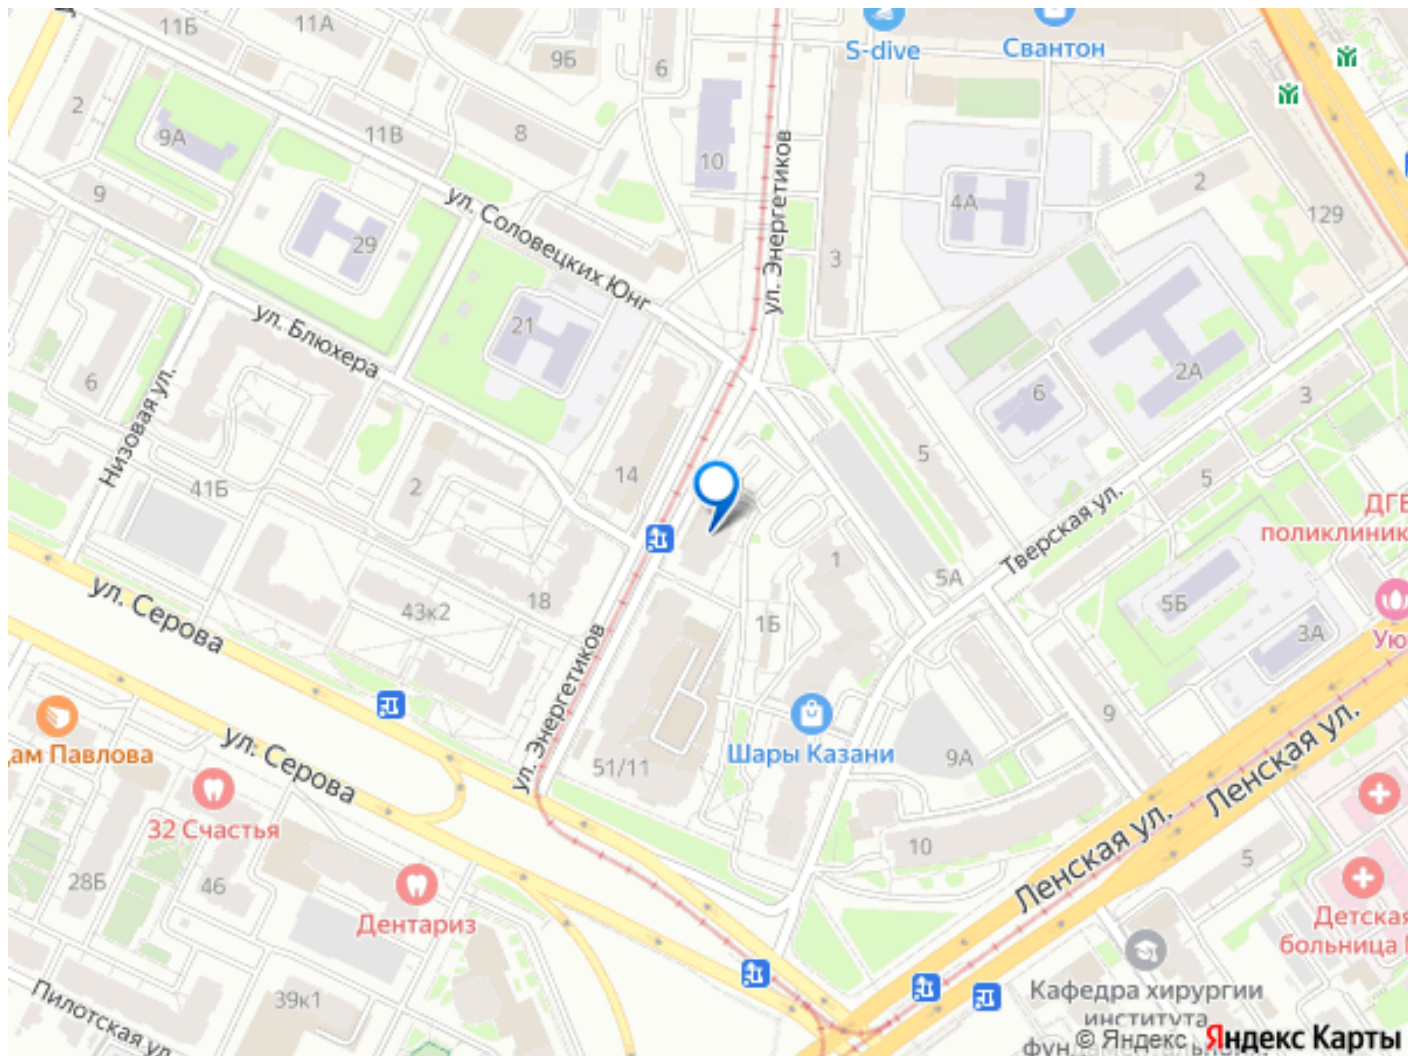 11Б
11А
9Б
6
S-dive
Свантон
2
9А
11В
8
10
4А
2
129
9
29
ул. Соловецких Юнг
ул. Энергетиков
3
21
ул. Блюхера
6
Низовая ул.
6
2А
3
5
5
14
41Б
2
Тверская ул.
поликлиник
18
43к2
1
5А
5Б
3А
Ую
1Б
ул. Серова
ул. Энергетиков
9
ам Павлова
ул. Серова
Шары Казани
51/11
9А
Ленская ул.
Ленская ул.
32 Счастья
10
5
28Б
46
Дентариз
Детская
больница
39к1
Пилотская ул.
Кафедра хирургии
института
© Яндекс Яндекс Карты